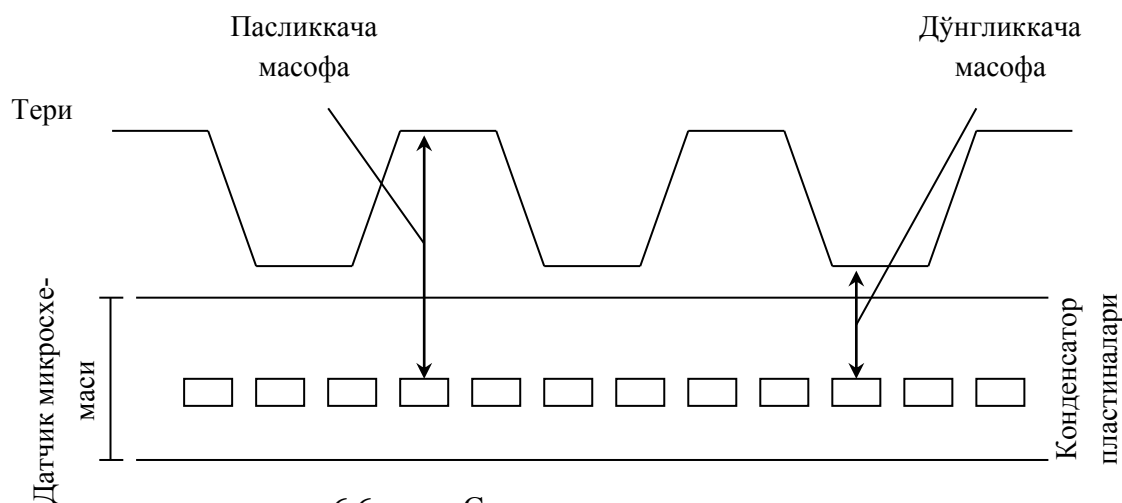 Пасликкача
масофа
Дўнгликкача
масофа
Тери
Датчик микросхе-
маси
Конденсатор
пластиналари